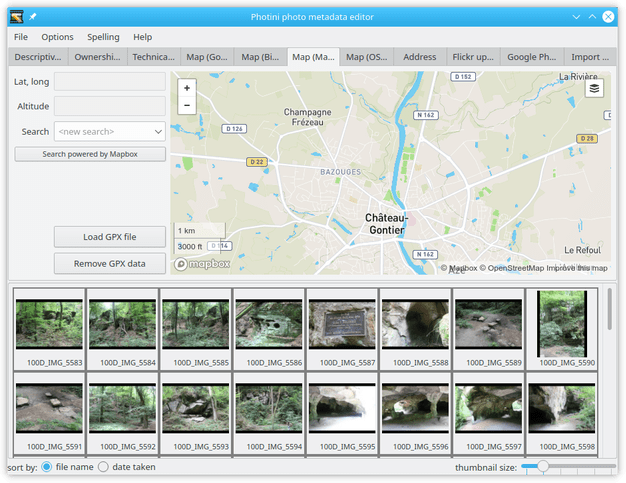 Photini photo metadata editor
File Options Spelling Help
Descriptiv... Ownershi... Technica... Map (Go... Map (Bi... Map (Ma... Map (OS... Address Flickr up... Google Ph... Import ...
Lat, long
Altitude
Search <new search>
Search powered by Mapbox
Load GPX file
Remove GPX data
+
−
D 152
La Rivière
Champagne
Frézeau
N 162
D 126
D 28
D 22
BAZOUGES
Château-
Gontier
1 km
3000 ft
D 114
N 162
Le Refoul
Azé
mapbox
© Mapbox © OpenStreetMap Improve this map
100D_IMG_5583 100D_IMG_5584 100D_IMG_5585 100D_IMG_5586 100D_IMG_5587 100D_IMG_5588 100D_IMG_5589 100D_IMG_5590
100D_IMG_5591 100D_IMG_5592 100D_IMG_5593 100D_IMG_5594 100D_IMG_5595 100D_IMG_5596 100D_IMG_5597 100D_IMG_5598
sort by: file name date taken thumbnail size: